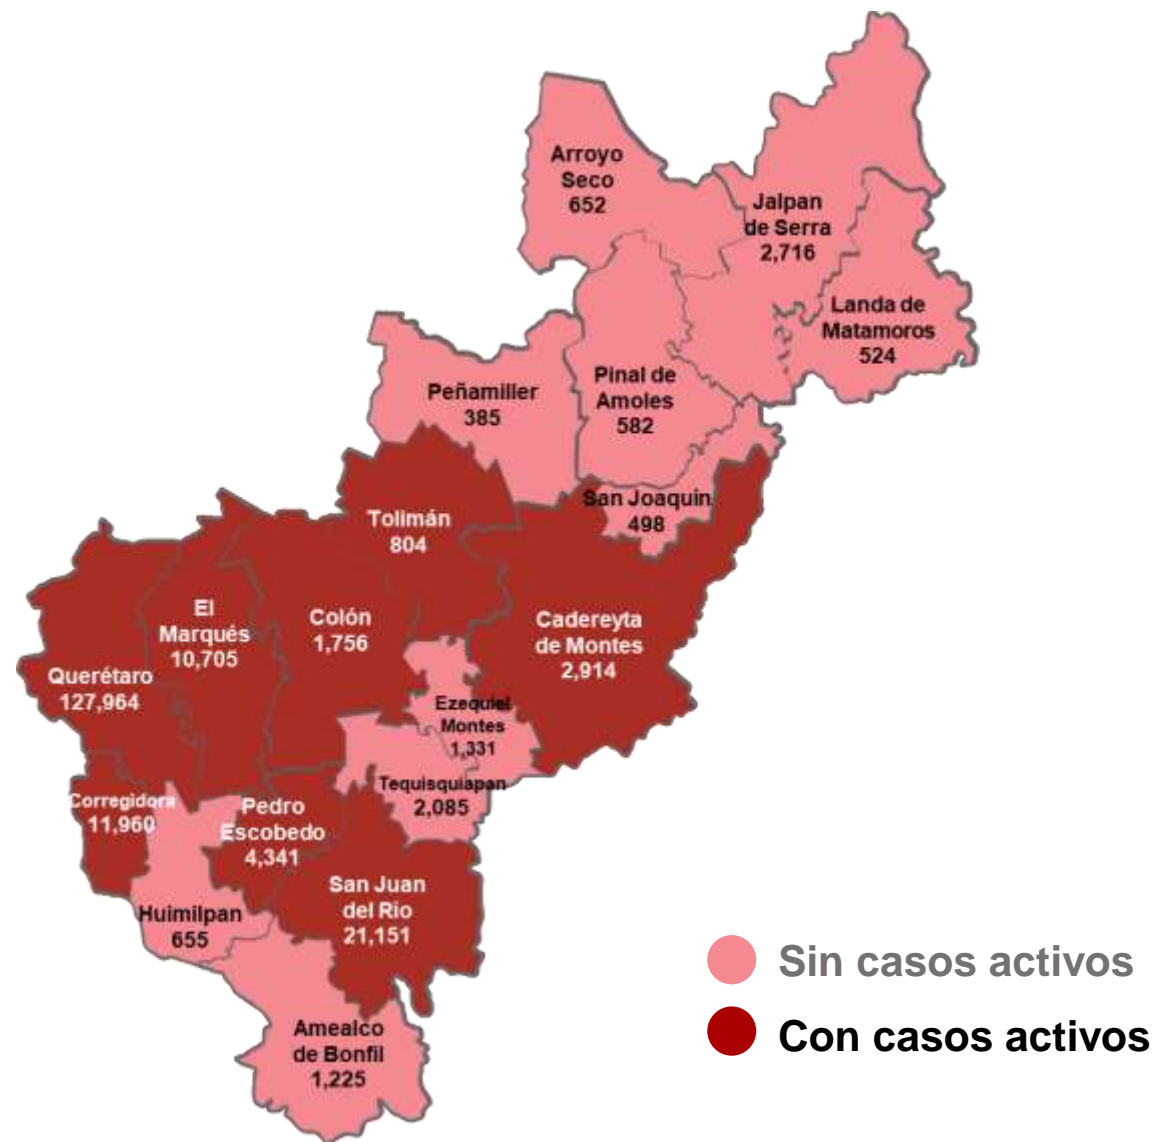 Arroyo
Seco
652
Jalpan
de Serra
2,716
Landa de
Matamoros
524
Peñamiller
385
Pinal de
Amoles
582
San Joaquin
498
Tolimán
804
El
Marqués
10,705
Colón
1,756
Cadereyta
de Montes
2,914
Querétaro
127,964
Ezequiel
Montes
1,331
Tequisquiapan
2,085
Corregidora
11,960
Pedro
Escobedo
4,341
San Juan
del Rio
21,151
Huimilpan
655
Amealco
de Bonfil
1,225
Sin casos activos
Con casos activos